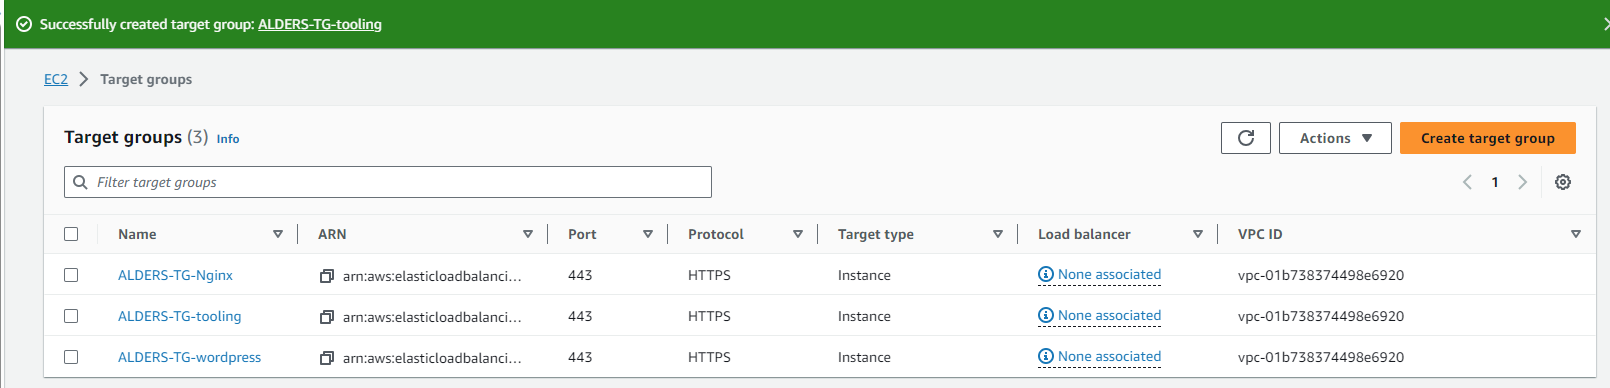 Successfully created target group: ALDERS-TG-tooling
EC2 Target groups
Target groups (3) Info
Actions Create target group
Filter target groups 1
Name ARN Port Protocol Target type Load balancer VPC ID
ALDERS-TG-Nginx arn:aws:elasticloadbalanci... 443 HTTPS Instance None associated vpc-01b738374498e6920
ALDERS-TG-tooling arn:aws:elasticloadbalanci... 443 HTTPS Instance None associated vpc-01b738374498e6920
ALDERS-TG-wordpress arn:aws:elasticloadbalanci... 443 HTTPS Instance None associated vpc-01b738374498e6920